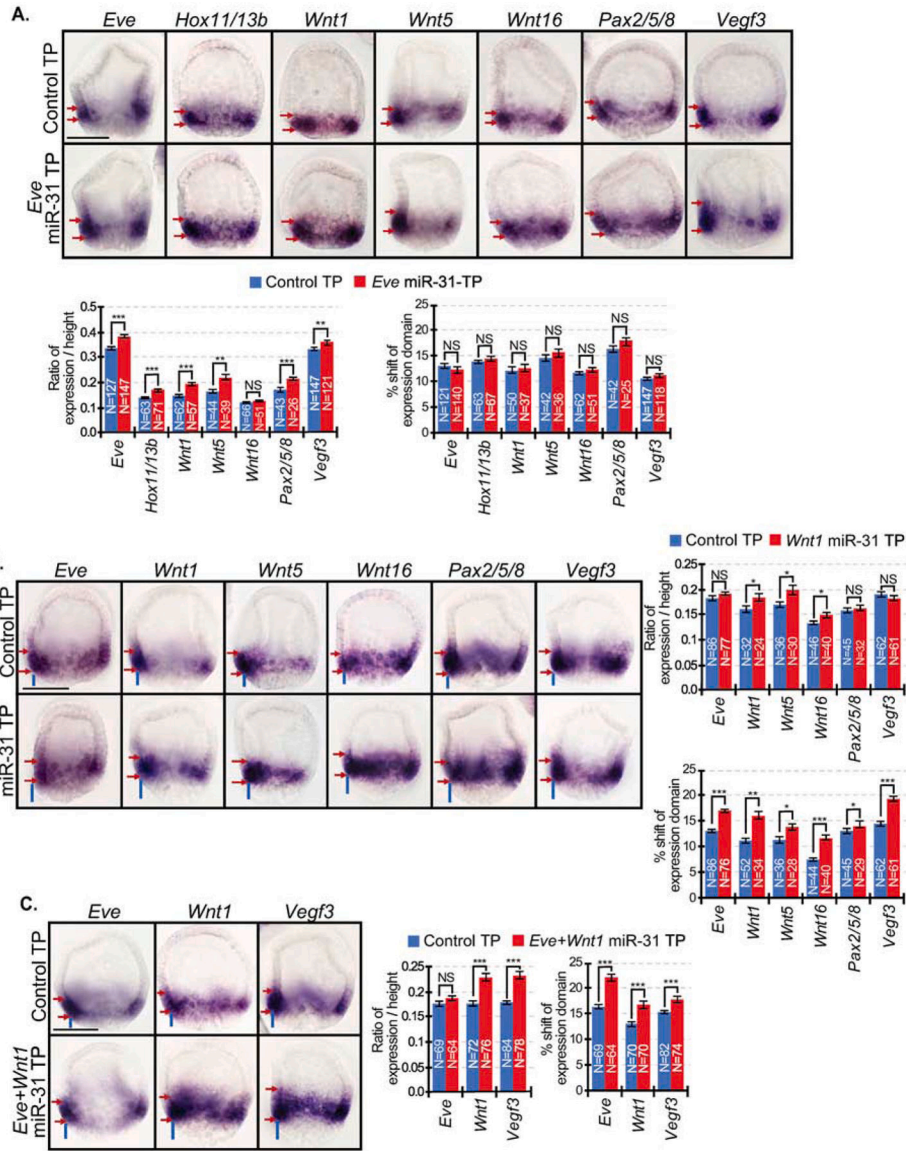 A.
Eve Hox11/13b Wnt1 Wnt5 Wnt16 Pax2/5/8 Vegf3
Control TP
Eve
miR-31 TP
Control TP Eve miR-31-TP
Ratio of
expression / height
0.5
0.4
0.3
0.2
0.1
0.0
*** *** *** ** NS *** **
N=127 N=147 N=63 N=71 N=62 N=57 N=44 N=39 N=66 N=51 N=43 N=26 N=147 N=121
Eve Hox11/13b Wnt1 Wnt5 Wnt16 Pax2/5/8 Vegf3
% shift of
expression domain
25
20
15
10
5
0
NS NS NS NS NS NS NS
N=121 N=140 N=63 N=67 N=50 N=37 N=42 N=36 N=62 N=51 N=42 N=25 N=147 N=118
Eve Hox11/13b Wnt1 Wnt5 Wnt16 Pax2/5/8 Vegf3
Eve Wnt1 Wnt5 Wnt16 Pax2/5/8 Vegf3
Control TP
miR-31 TP
Control TP Wnt1 miR-31 TP
Ratio of
expression / height
0.25
0.2
0.15
0.1
0.05
0.0
NS * * * NS NS
N=86 N=77 N=32 N=24 N=36 N=30 N=46 N=40 N=45 N=32 N=62 N=61
Eve Wnt1 Wnt5 Wnt16 Pax2/5/8 Vegf3
% shift of
expression domain
25
20
15
10
5
0
*** ** * *** * ***
N=86 N=76 N=52 N=34 N=36 N=28 N=44 N=40 N=45 N=29 N=62 N=61
Eve Wnt1 Wnt5 Wnt16 Pax2/5/8 Vegf3
C.
Eve Wnt1 Vegf3
Control TP
Eve+Wnt1
miR-31 TP
Control TP Eve+Wnt1 miR-31 TP
Ratio of
expression / height
0.25
0.20
0.15
0.10
0.05
0.00
NS *** ***
N=69 N=64 N=72 N=76 N=84 N=78
Eve Wnt1 Vegf3
% shift of
expression domain
25
20
15
10
5
0
*** *** ***
N=69 N=64 N=70 N=70 N=82 N=74
Eve Wnt1 Vegf3